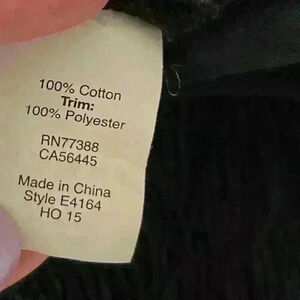 100% Cotton
Trim:
100% Polyester
RN77388
CA56445
Made in China
Style E4164
HO 15